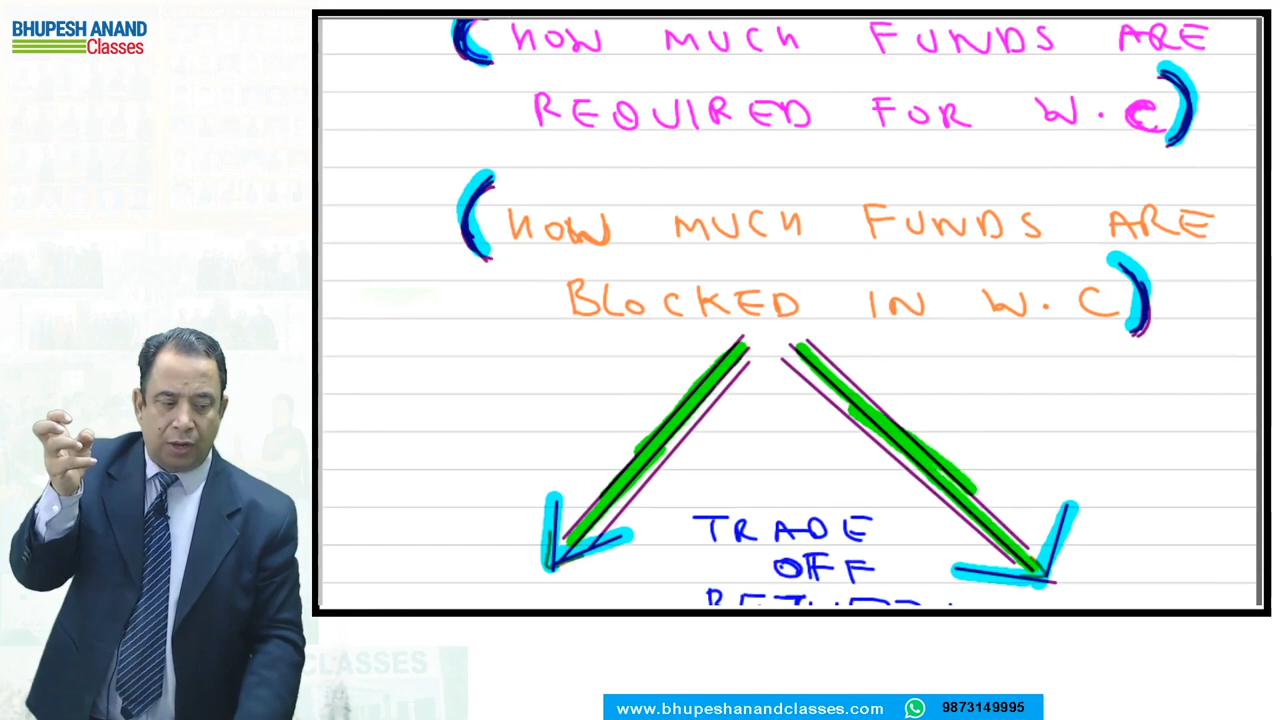 BHUPESH ANAND
Classes
(HOW MUCH FUNDS ARE
REQUIRED FOR W.C)
(HOW MUCH FUNDS ARE
BLOCKED IN W.C)
TRADE
OFF
CLASSES
www.bhupeshanandclasses.com 9873149995